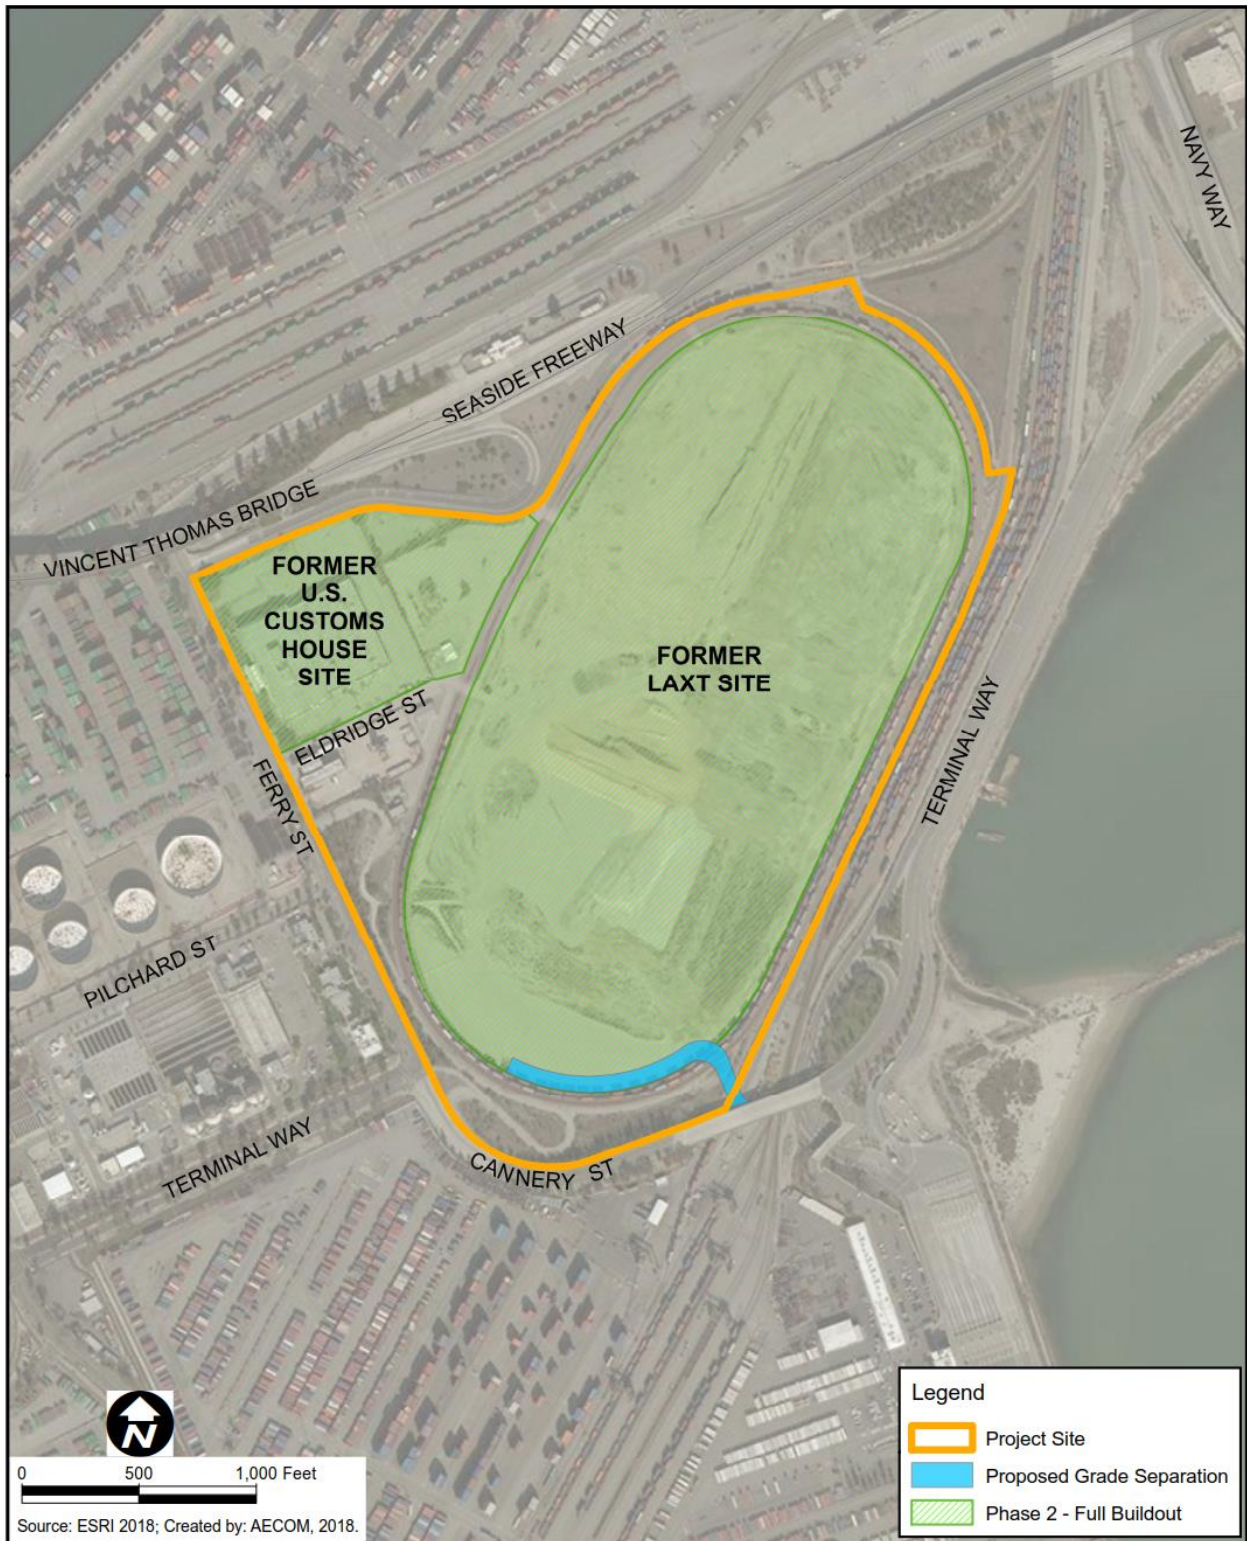 NAVY WAY
SEASIDE FREEWAY
VINCENT THOMAS BRIDGE
FORMER
U.S.
CUSTOMS
HOUSE
SITE
FORMER
LAXT SITE
ELDRIDGE ST
FERRY ST
TERMINAL WAY
PILCHARD ST
TERMINAL WAY
CANNERY ST
N
0 500 1,000 Feet
Source: ESRI 2018; Created by: AECOM, 2018.
Legend
Project Site
Proposed Grade Separation
Phase 2 - Full Buildout